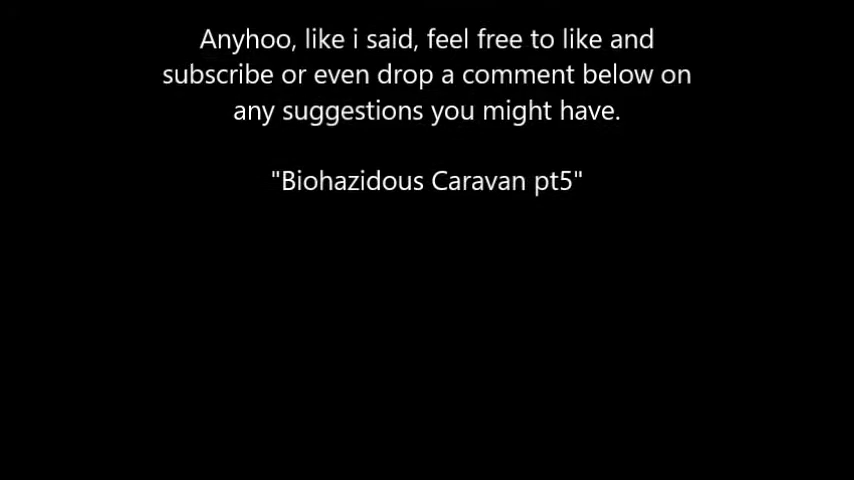 Anyhoo, like i said, feel free to like and
subscribe or even drop a comment below on
any suggestions you might have.
"Biohazidous Caravan pt5"